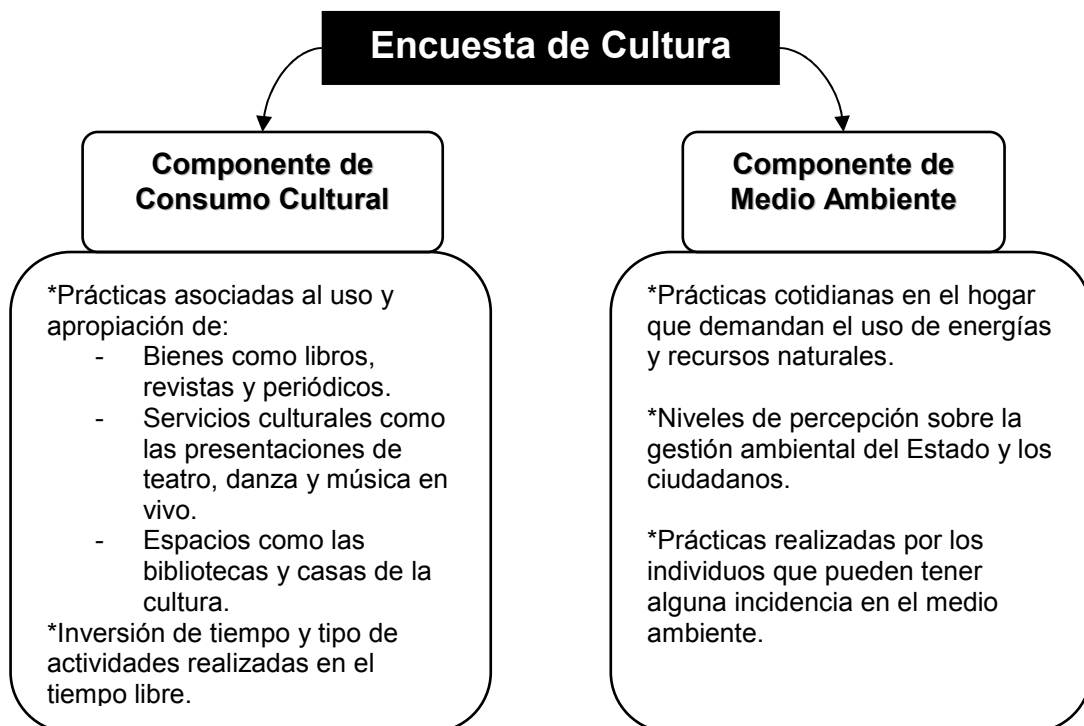 Encuesta de Cultura
Componente de
Consumo Cultural
*Prácticas asociadas al uso y
apropiación de:
- Bienes como libros,
revistas y periódicos.
- Servicios culturales como
las presentaciones de
teatro, danza y música en
vivo.
- Espacios como las
bibliotecas y casas de la
cultura.
*Inversión de tiempo y tipo de
actividades realizadas en el
tiempo libre.
Componente de
Medio Ambiente
*Prácticas cotidianas en el hogar
que demandan el uso de energías
y recursos naturales.
*Niveles de percepción sobre la
gestión ambiental del Estado y los
ciudadanos.
*Prácticas realizadas por los
individuos que pueden tener
alguna incidencia en el medio
ambiente.